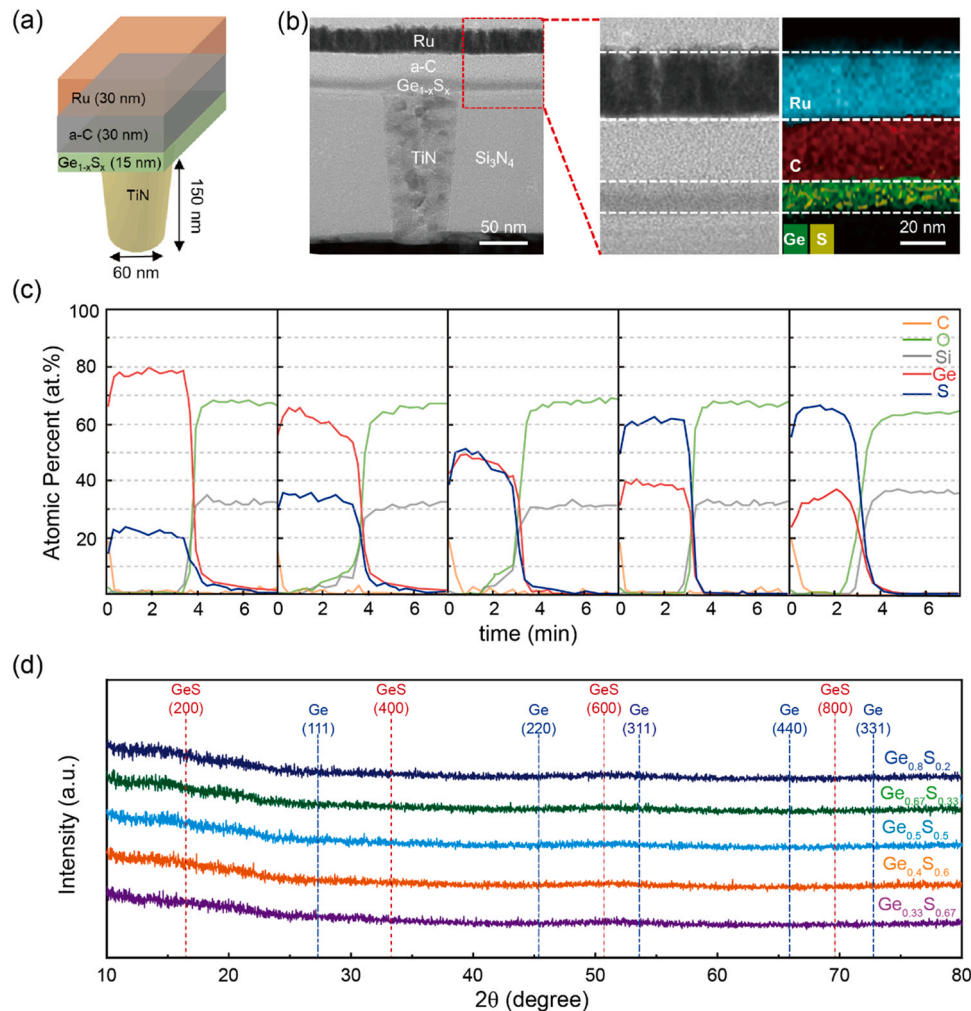 (a)
Ru (30 nm)
a-C (30 nm)
Ge₁₋ₓSₓ (15 nm)
TiN
150 nm
60 nm
(b)
Ru
a-C
Ge₁₋ₓSₓ
TiN
Si₃N₄
50 nm
Ru
C
Ge
S
20 nm
(c)
Atomic Percent (at.%)
100
80
60
40
20
C
O
Si
Ge
S
0 2 4 6 0 2 4 6 0 2 4 6 0 2 4 6 0 2 4 6
time (min)
(d)
Intensity (a.u.)
GeS
(200)
Ge
(111)
GeS
(400)
Ge
(220)
GeS
(600)
Ge
(311)
Ge
(440)
GeS
(800)
Ge
(331)
Ge₀.₈S₀.₂
Ge₀.₆₇S₀.₃₃
Ge₀.₅S₀.₅
Ge₀.₄S₀.₆
Ge₀.₃₃S₀.₆₇
10 20 30 40 50 60 70 80
2θ (degree)